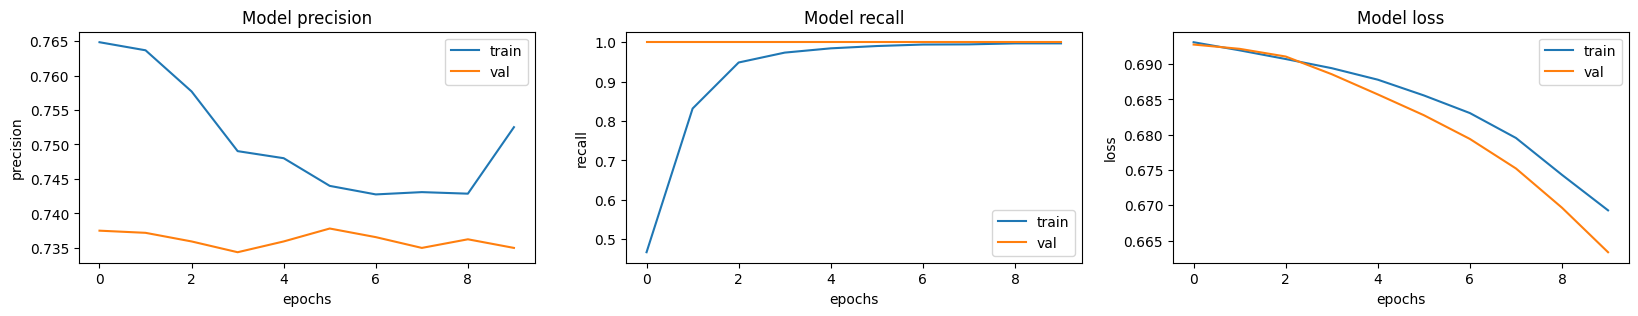 Model precision
precision
0.765
0.760
0.755
0.750
0.745
0.740
0.735
0 2 4 6 8
epochs
train
val
Model recall
recall
1.0
0.9
0.8
0.7
0.6
0.5
0 2 4 6 8
epochs
train
val
Model loss
loss
0.690
0.685
0.680
0.675
0.670
0.665
0 2 4 6 8
epochs
train
val